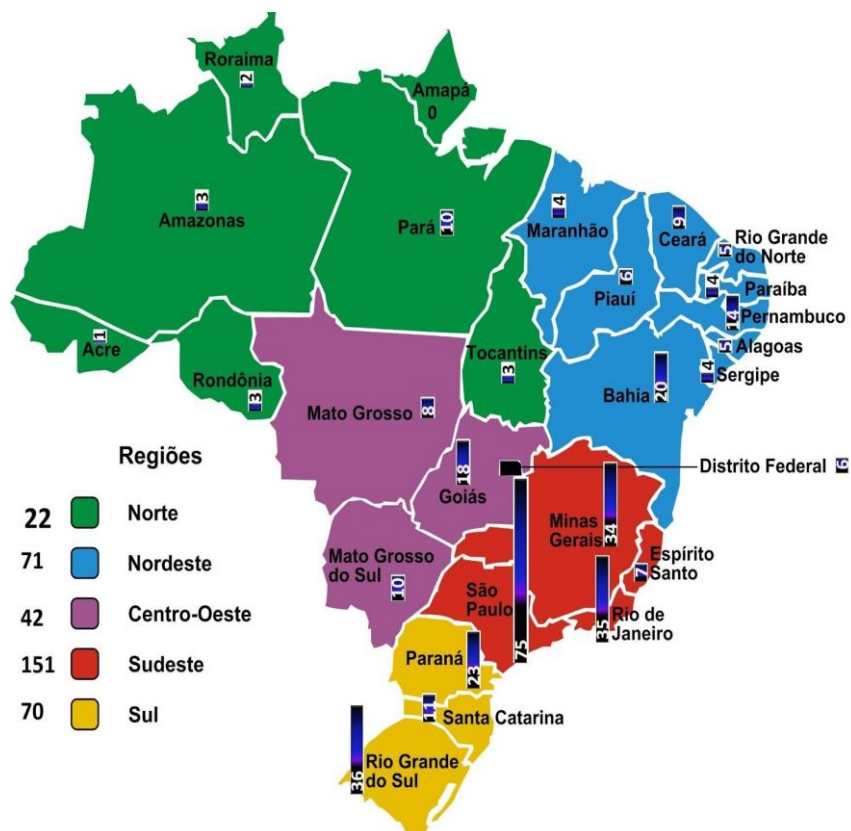 Roraima
2
Amapá
0
Amazonas
3
Pará
10
Maranhão
4
Ceará
9
Rio Grande
do Norte
5
Piauí
6
Paraíba
4
Pernambuco
14
Acre
1
Alagoas
5
Sergipe
4
Rondônia
3
Tocantins
3
Bahia
20
Mato Grosso
8
Goiás
18
Distrito Federal
6
Minas
Gerais
34
Espírito
Santo
7
Mato Grosso
do Sul
10
São
Paulo
75
Rio de
Janeiro
35
Paraná
23
Santa Catarina
11
Rio Grande
do Sul
36
Regiões
22 Norte
71 Nordeste
42 Centro-Oeste
151 Sudeste
70 Sul